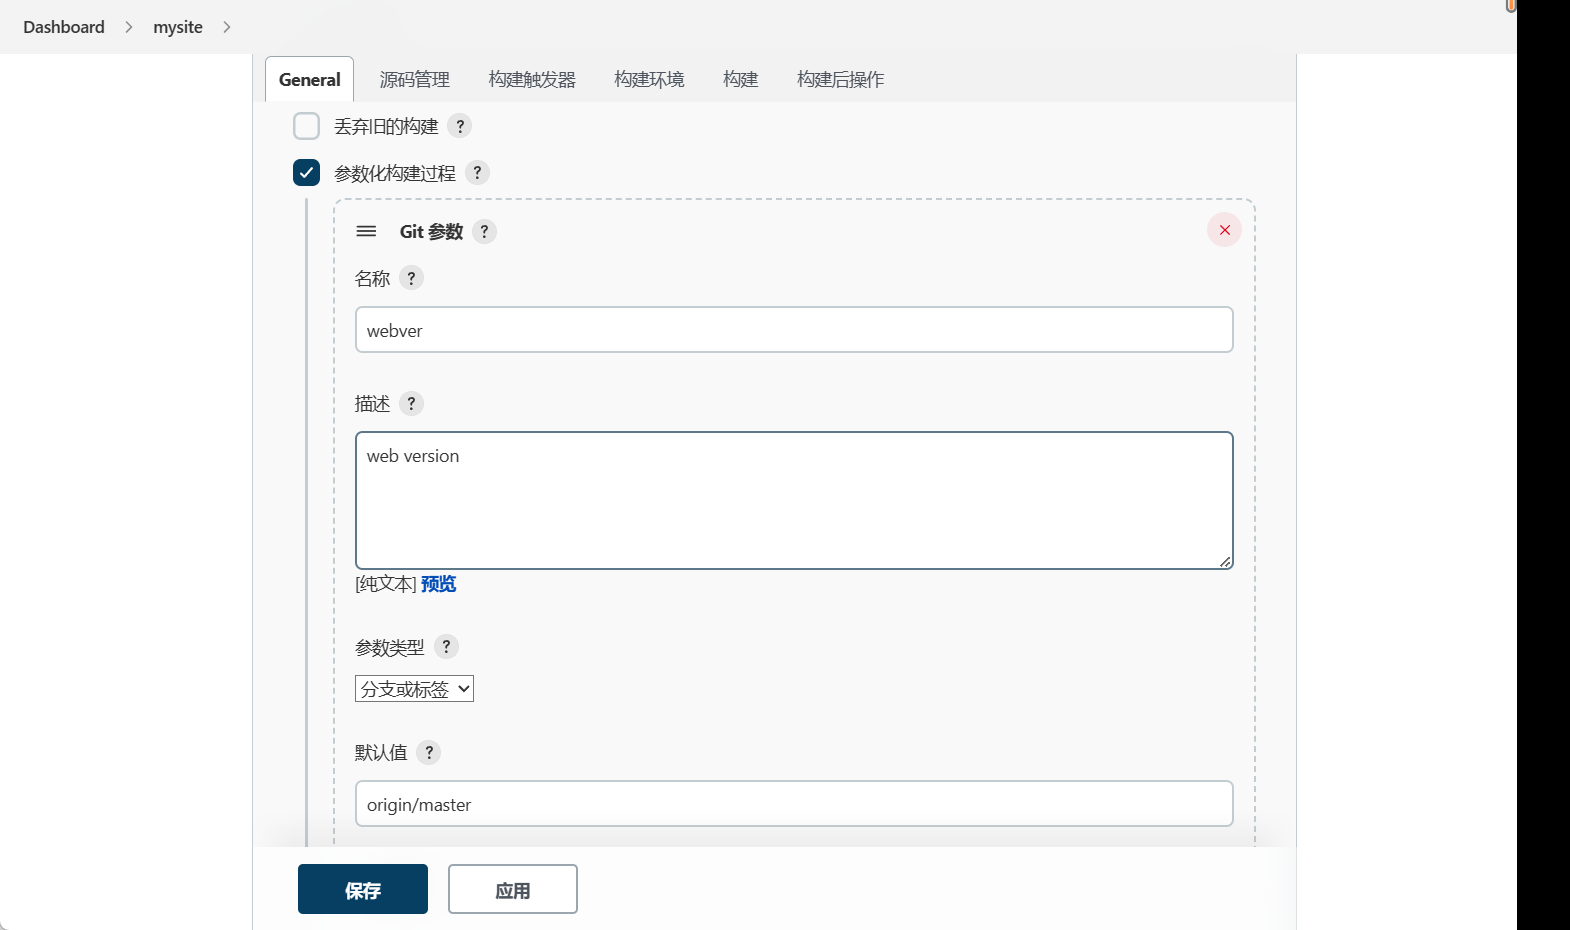 Dashboard > mysite >
General 源码管理 构建触发器 构建环境 构建 构建后操作
丢弃旧的构建 ?
参数化构建过程 ?
Git 参数 ?
名称 ?
webver
描述 ?
web version
[纯文本] 预览
参数类型 ?
分支或标签
默认值 ?
origin/master
保存 应用